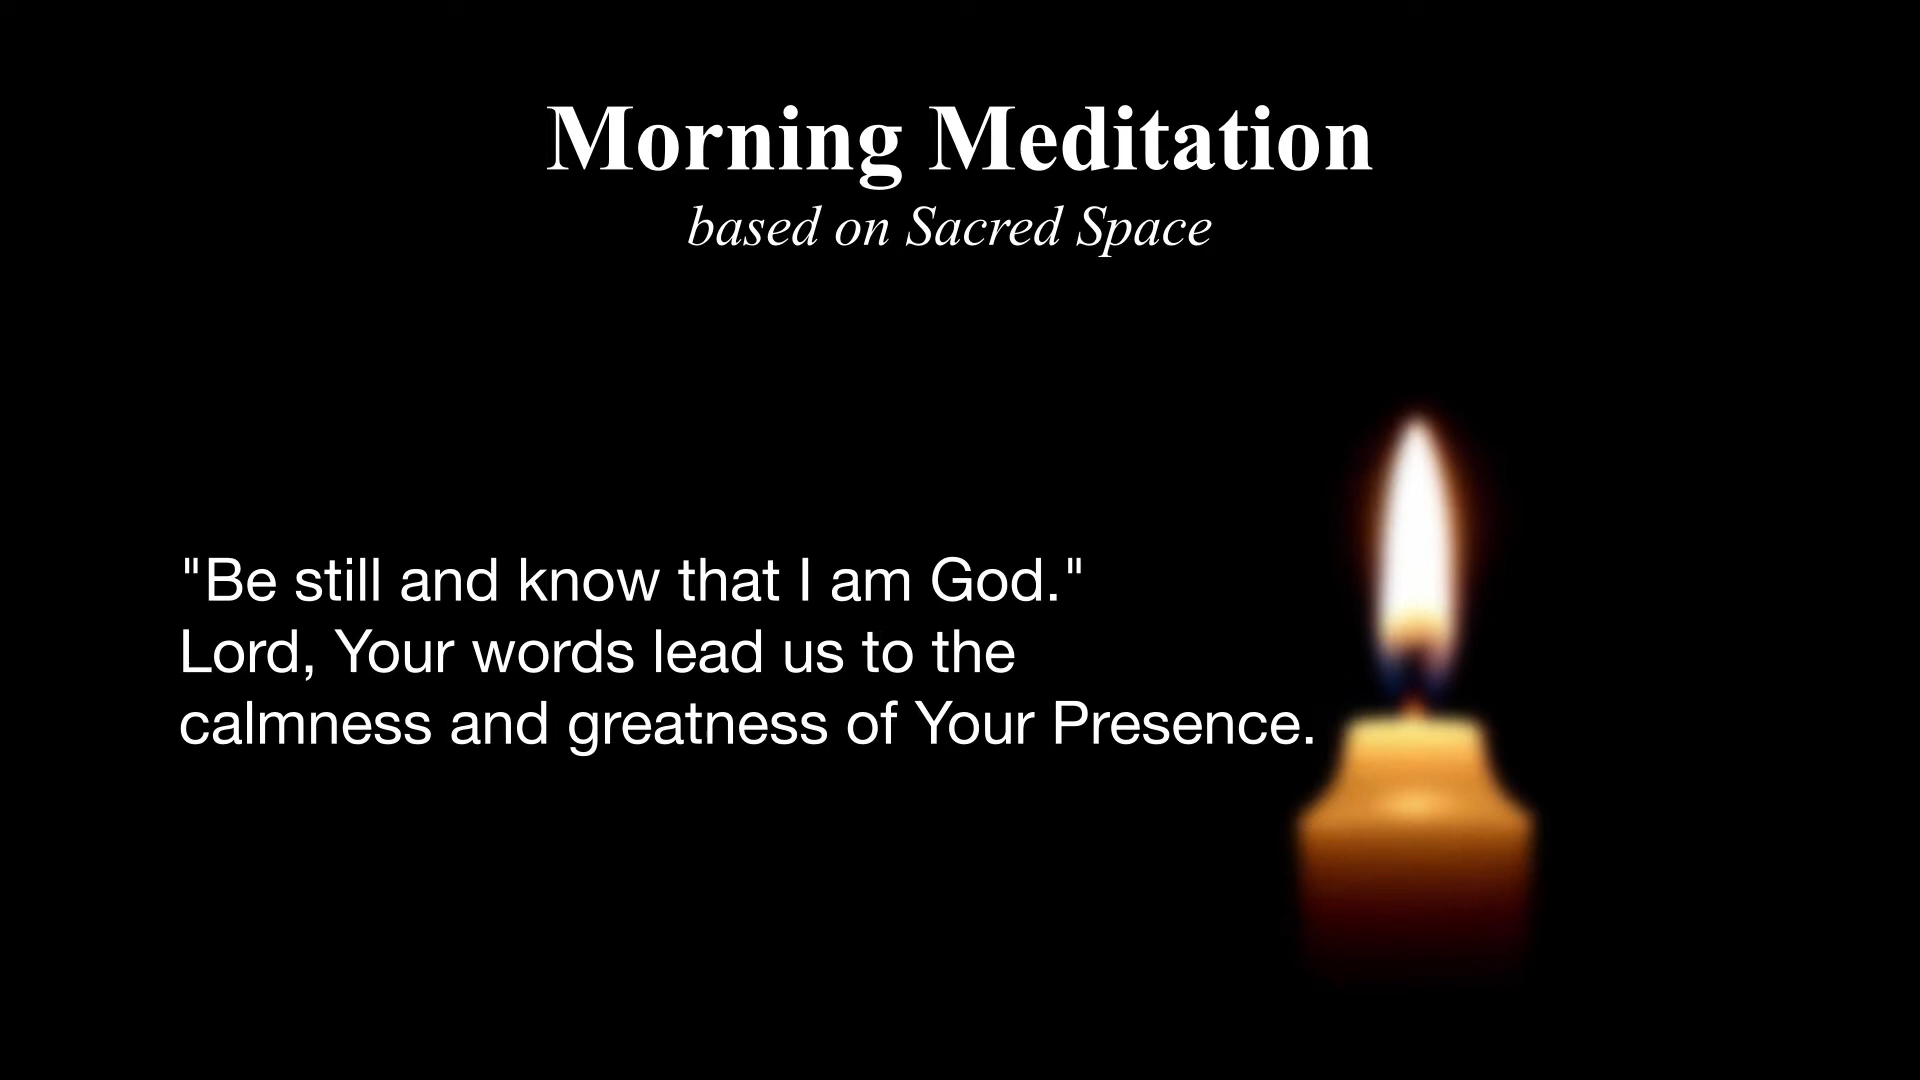 Morning Meditation
based on Sacred Space
"Be still and know that I am God."
Lord, Your words lead us to the
calmness and greatness of Your Presence.